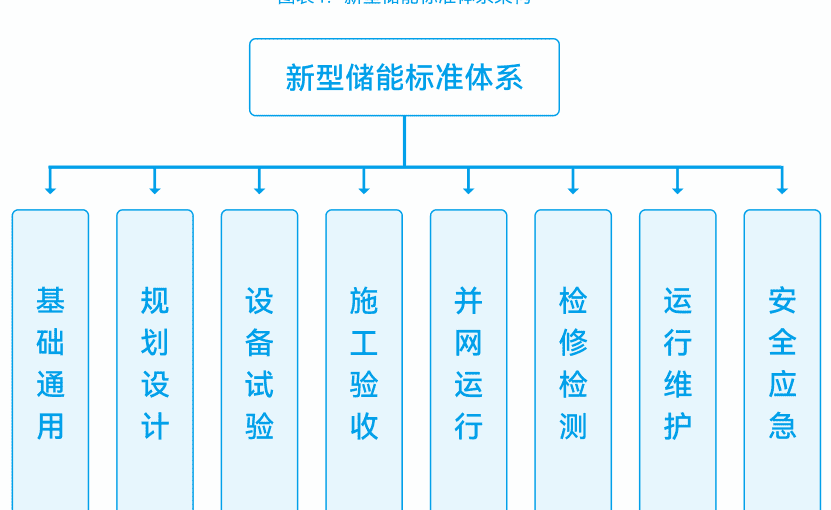 新型储能标准体系
基础通用
规划设计
设备试验
施工验收
并网运行
检修检测
运行维护
安全应急